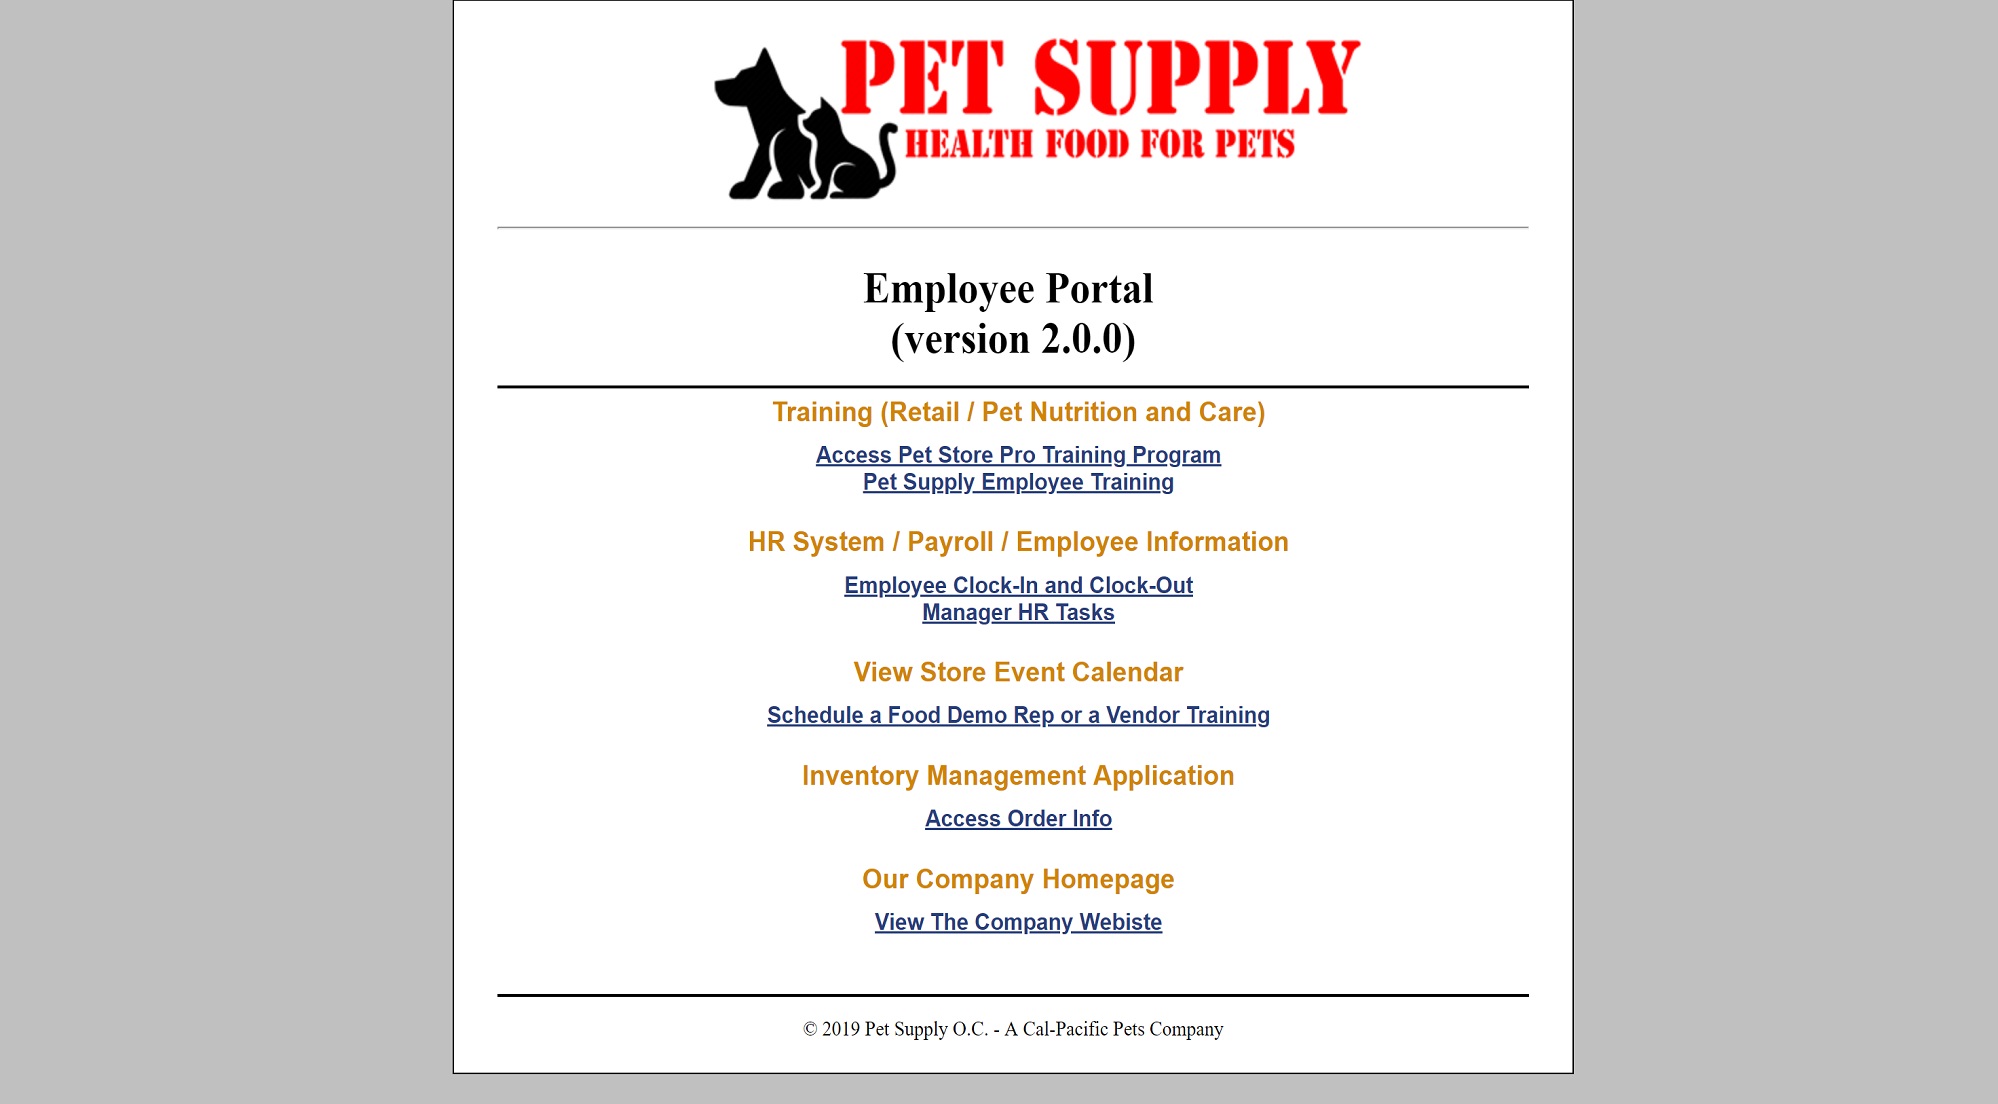 PET SUPPLY
HEALTH FOOD FOR PETS
Employee Portal
(version 2.0.0)
Training (Retail / Pet Nutrition and Care)
Access Pet Store Pro Training Program
Pet Supply Employee Training
HR System / Payroll / Employee Information
Employee Clock-In and Clock-Out
Manager HR Tasks
View Store Event Calendar
Schedule a Food Demo Rep or a Vendor Training
Inventory Management Application
Access Order Info
Our Company Homepage
View The Company Webiste
© 2019 Pet Supply O.C. - A Cal-Pacific Pets Company